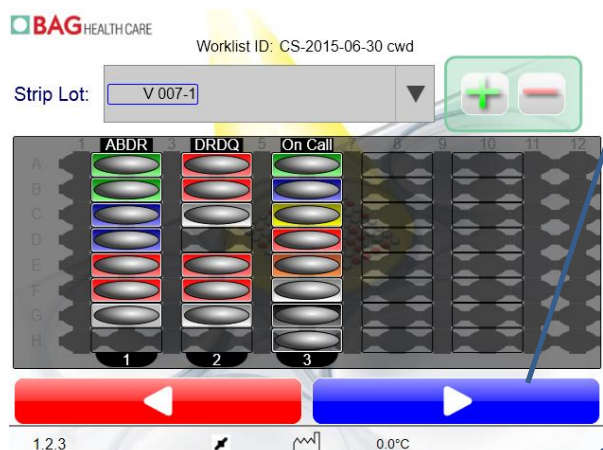 BAG HEALTH CARE
Worklist ID: CS-2015-06-30 cwd
Strip Lot: V 007-1
1 ABDR 3 DRDQ 5 On Call 7 8 9 10 11 12
A
B
C
D
E
F
G
H
1 2 3
1.2.3 0.0°C